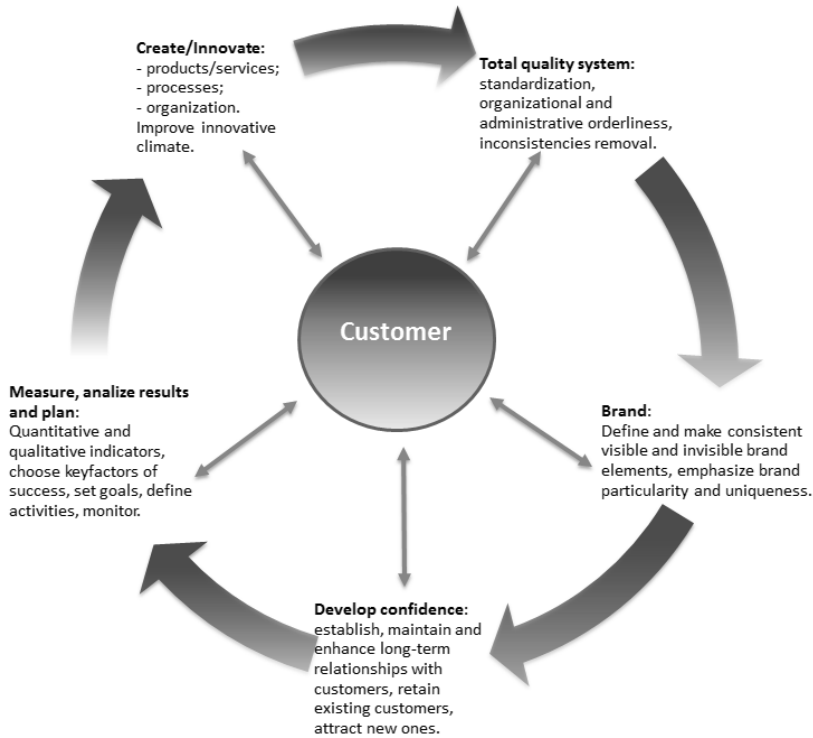 Create/Innovate:
- products/services;
- processes;
- organization.
Improve innovative
climate.
Total quality system:
standardization,
organizational and
administrative orderliness,
inconsistencies removal.
Customer
Measure, analize results
and plan:
Quantitative and
qualitative indicators,
choose keyfactors of
success, set goals, define
activities, monitor.
Brand:
Define and make consistent
visible and invisible brand
elements, emphasize brand
particularity and uniqueness.
Develop confidence:
establish, maintain and
enhance long-term
relationships with
customers, retain
existing customers,
attract new ones.